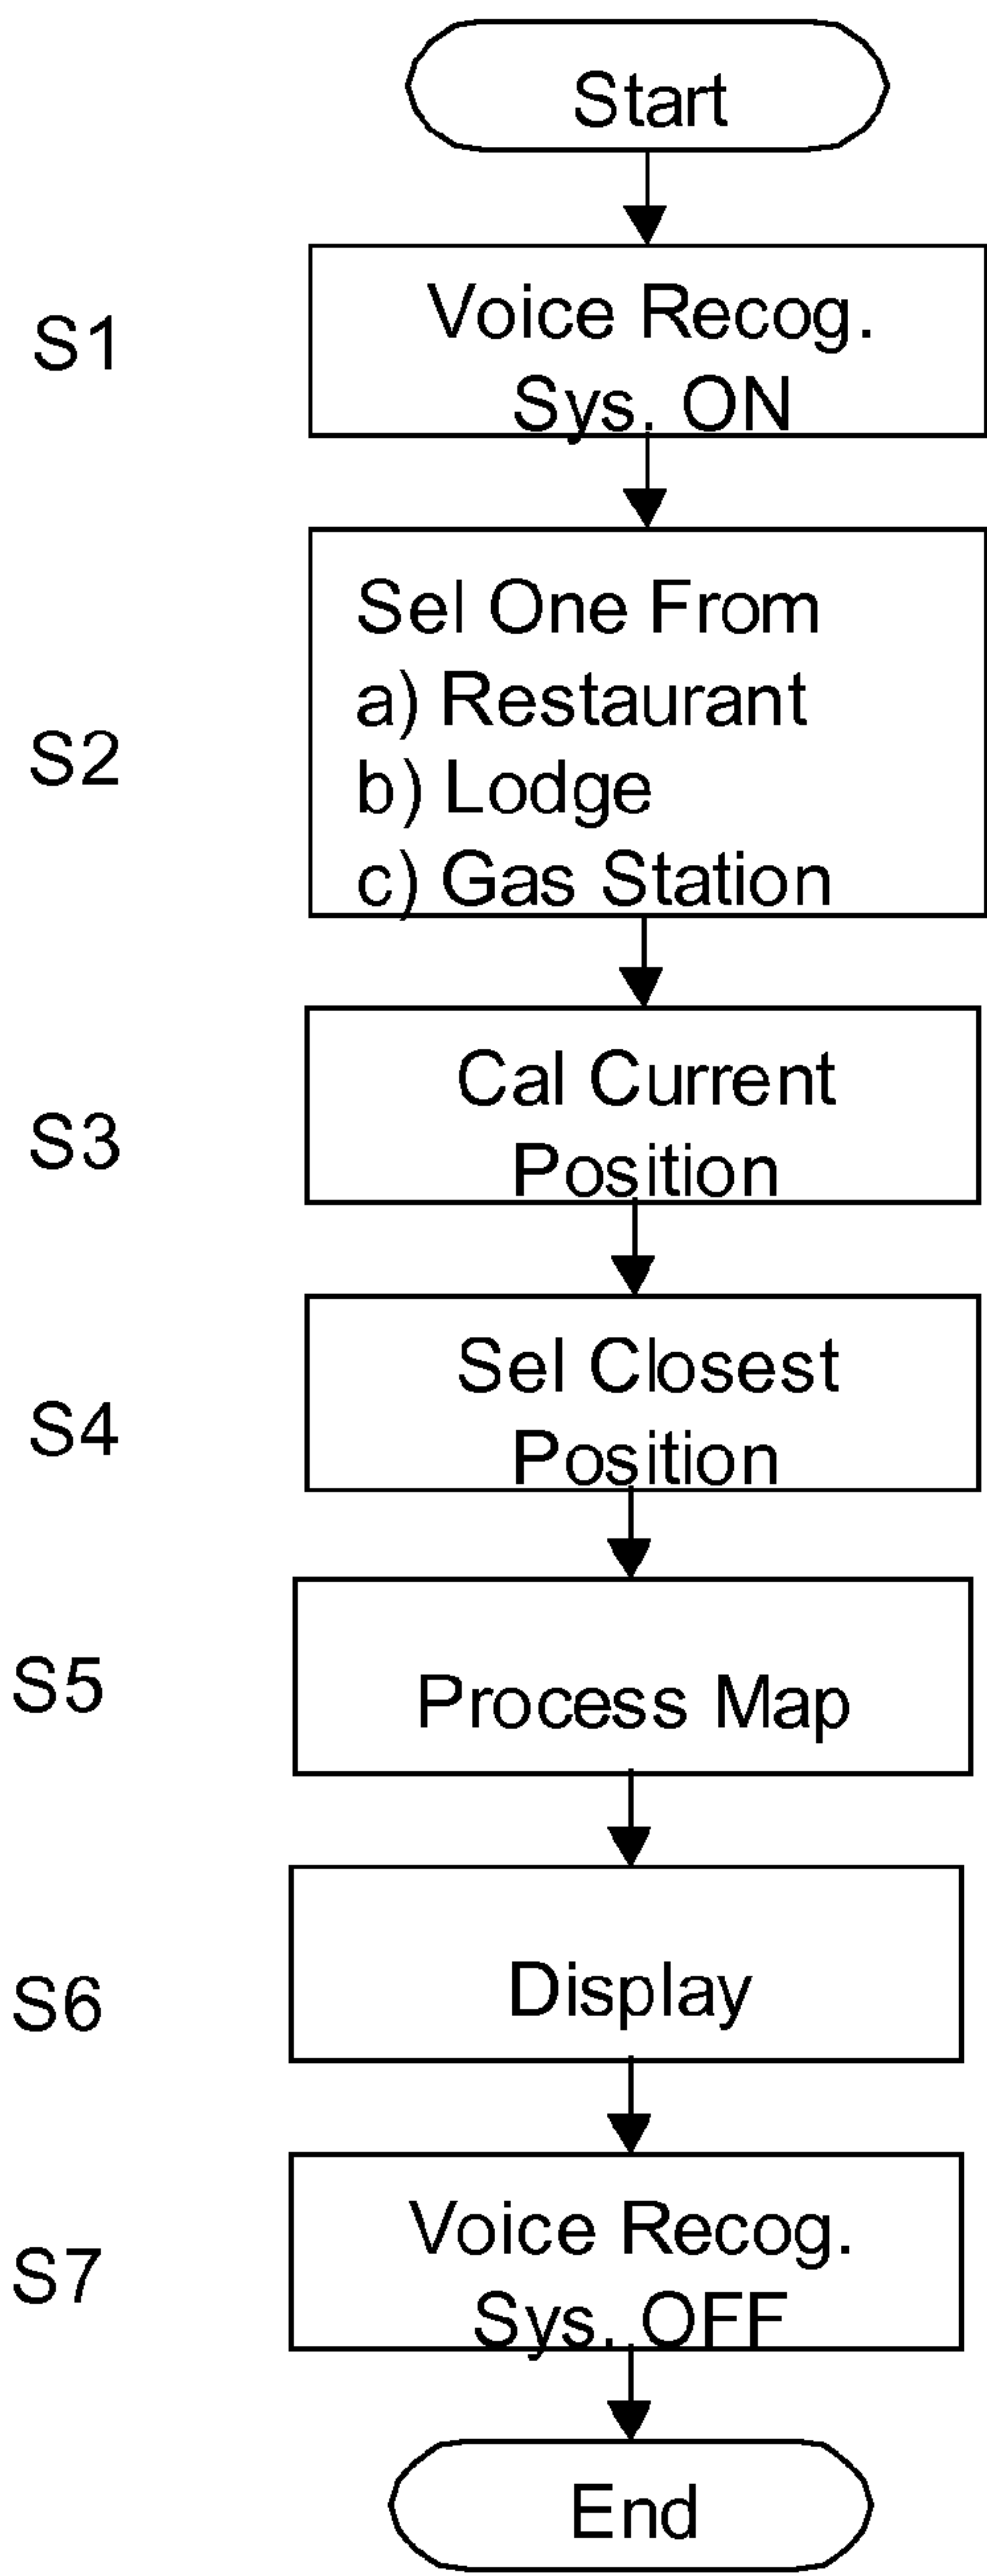 Start
S1
Voice Recog.
Sys. ON
S2
Sel One From
a) Restaurant
b) Lodge
c) Gas Station
S3
Cal Current
Position
S4
Sel Closest
Position
S5
Process Map
S6
Display
S7
Voice Recog.
Sys. OFF
End